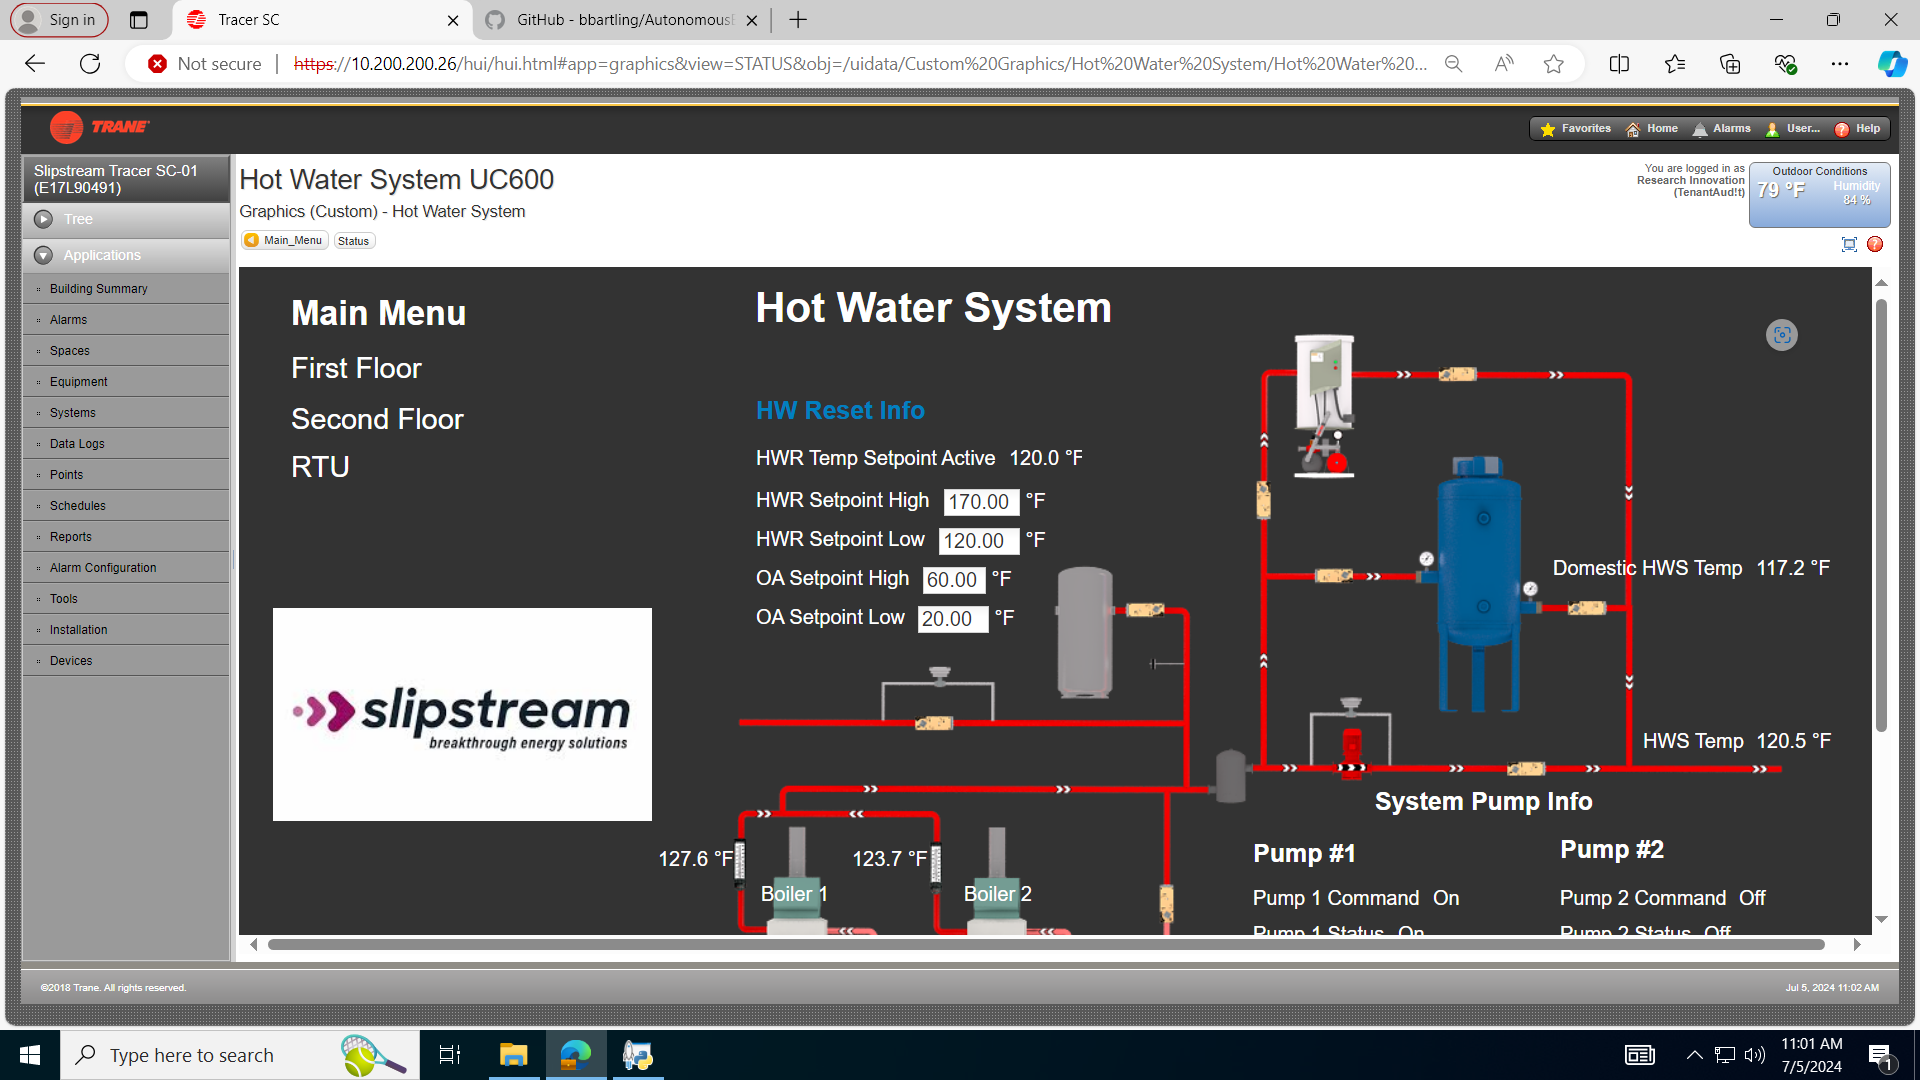 Sign in
Tracer SC
GitHub - bbartling/Autonomous
Not secure
https://10.200.200.26/hui/hui.html#app=graphics&view=STATUS&obj=/uidata/Custom%20Graphics/Hot%20Water%20System/Hot%20Water%20...
TRANE
Favorites
Home
Alarms
User...
Help
Slipstream Tracer SC-01
(E17L90491)
Tree
Applications
Building Summary
Alarms
Spaces
Equipment
Systems
Data Logs
Points
Schedules
Reports
Alarm Configuration
Tools
Installation
Devices
Hot Water System UC600
Graphics (Custom) - Hot Water System
Main_Menu
Status
You are logged in as
Research Innovation
(TenantAud!t)
Outdoor Conditions
79 °F
Humidity
84 %
Main Menu
First Floor
Second Floor
RTU
slipstream
breakthrough energy solutions
Hot Water System
HW Reset Info
HWR Temp Setpoint Active 120.0 °F
HWR Setpoint High 170.00 °F
HWR Setpoint Low 120.00 °F
OA Setpoint High 60.00 °F
OA Setpoint Low 20.00 °F
Domestic HWS Temp 117.2 °F
HWS Temp 120.5 °F
127.6 °F
123.7 °F
Boiler 1
Boiler 2
System Pump Info
Pump #1
Pump #2
Pump 1 Command On
Pump 2 Command Off
Pump 1 Status On
Pump 2 Status Off
©2018 Trane. All rights reserved.
Jul 5, 2024 11:02 AM
Type here to search
11:01 AM
7/5/2024
1